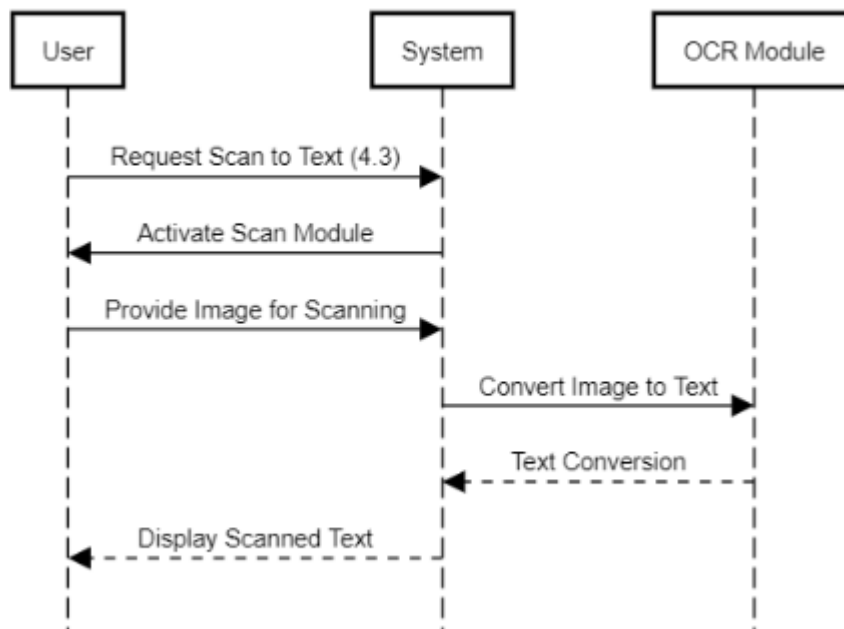 User
System
OCR Module
Request Scan to Text (4.3)
Activate Scan Module
Provide Image for Scanning
Convert Image to Text
Text Conversion
Display Scanned Text